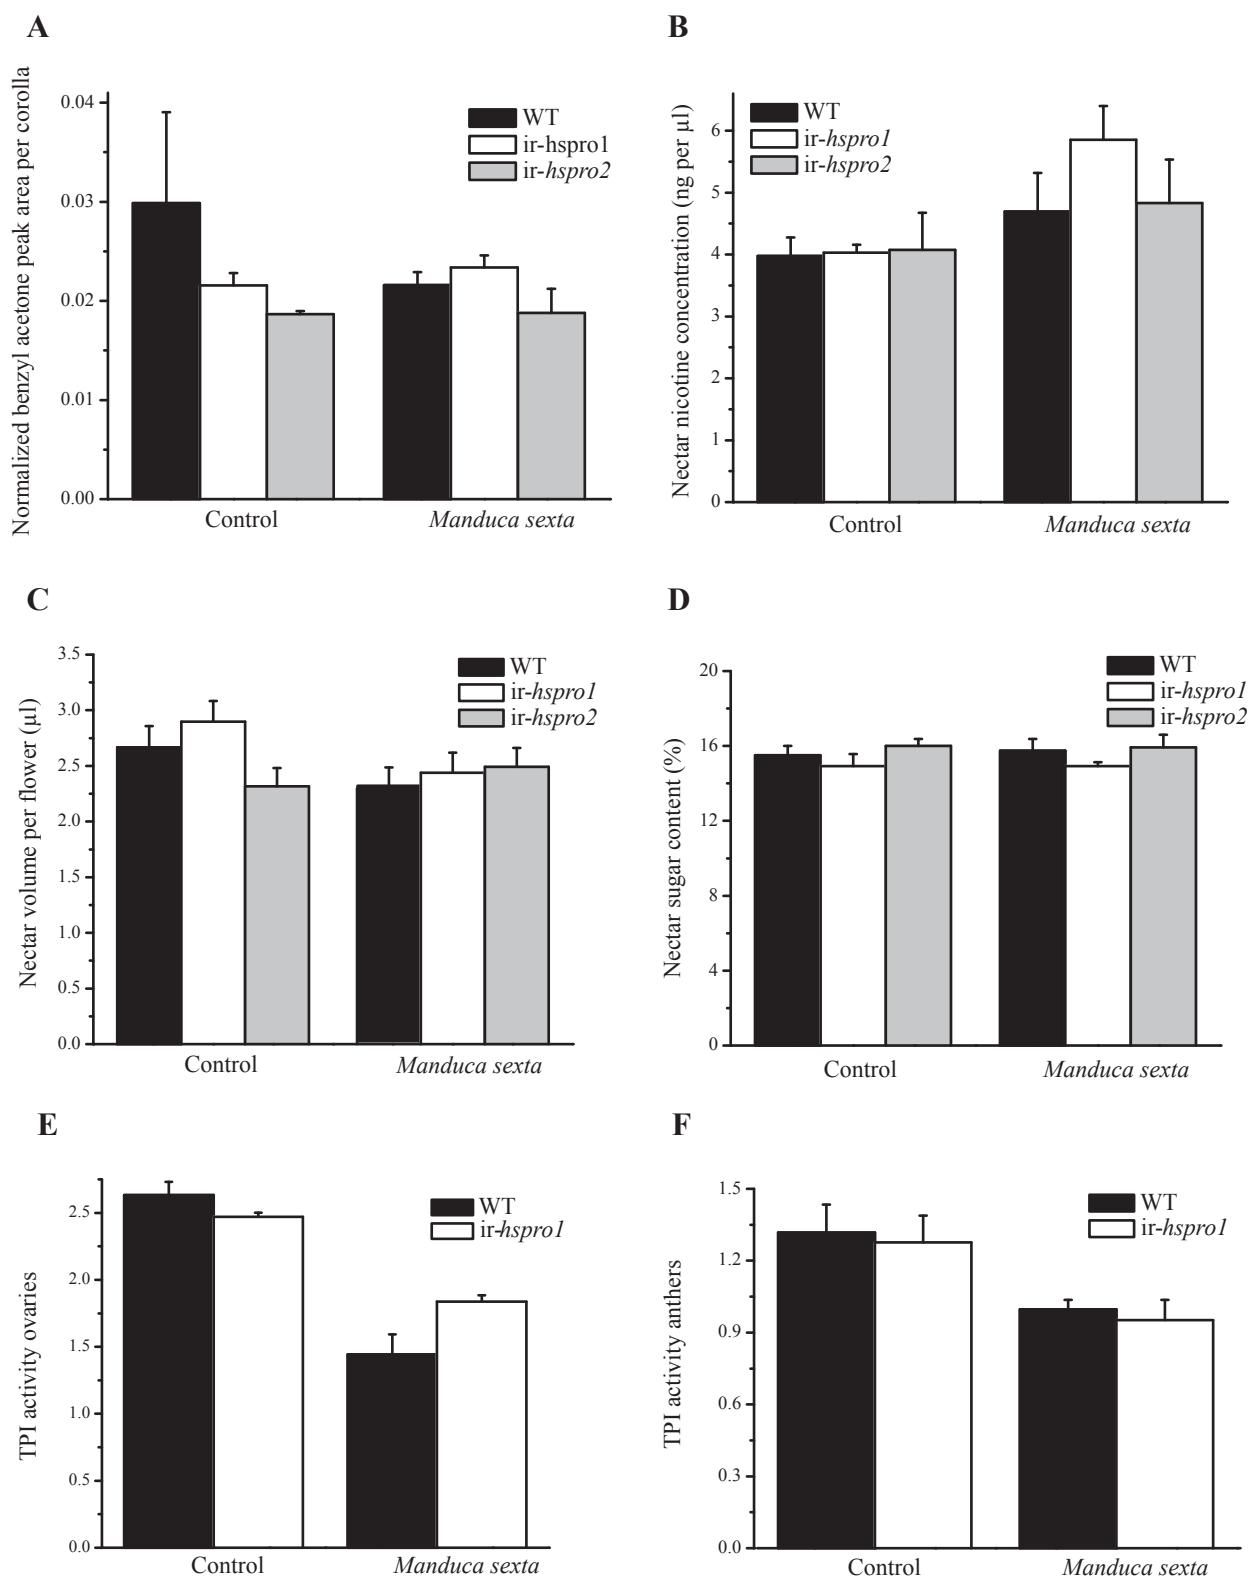 A
Normalized benzyl acetone peak area per corolla
0.04
0.03
0.02
0.01
0.00
WT
ir-hspro1
ir-hspro2
Control
Manduca sexta
B
Nectar nicotine concentration (ng per µl)
6
5
4
3
2
1
0
WT
ir-hspro1
ir-hspro2
Control
Manduca sexta
C
Nectar volume per flower (µl)
3.5
3.0
2.5
2.0
1.5
1.0
0.5
0.0
WT
ir-hspro1
ir-hspro2
Control
Manduca sexta
D
Nectar sugar content (%)
20
16
12
8
4
0
WT
ir-hspro1
ir-hspro2
Control
Manduca sexta
E
TPI activity ovaries
2.5
2.0
1.5
1.0
0.5
0.0
WT
ir-hspro1
Control
Manduca sexta
F
TPI activity anthers
1.5
1.2
0.9
0.6
0.3
0.0
WT
ir-hspro1
Control
Manduca sexta